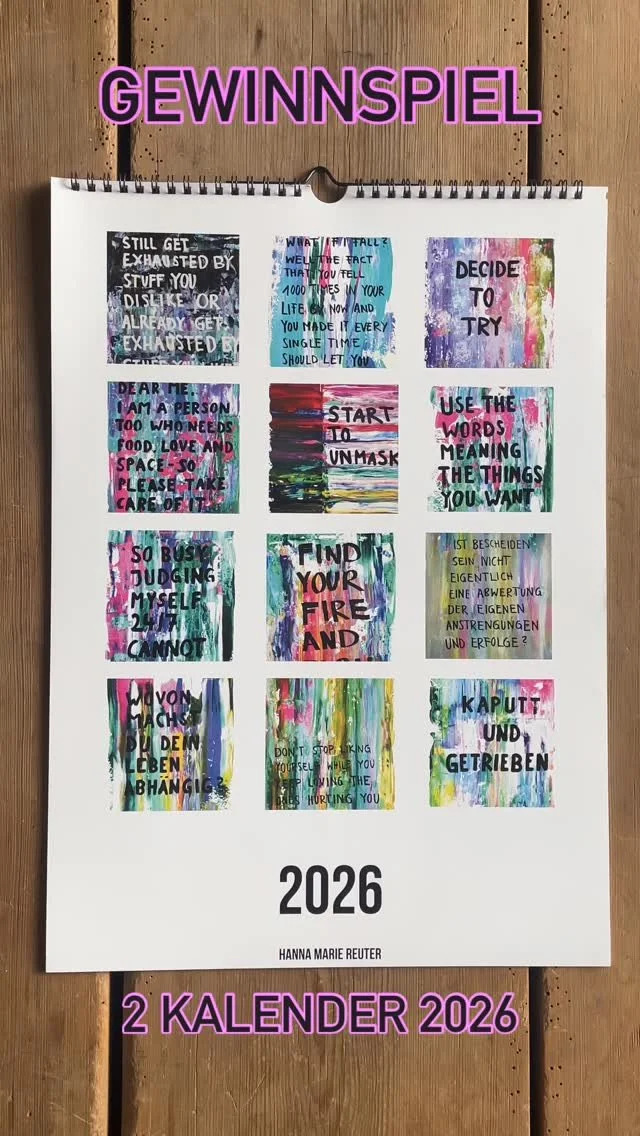 GEWINNSPIEL
STILL GET
EXHAUSTED BY
STUFF YOU
DISLIKE OR
ALREADY GET
EXHAUSTED BY
WHAT IF I FALL?
WELL THE FACT
THAT YOU FELL
1000 TIMES IN YOUR
LIFE BY NOW AND
YOU MADE IT EVERY
SINGLE TIME
SHOULD LET YOU
DECIDE
TO
TRY
DEAR ME,
I AM A PERSON
TOO WHO NEEDS
FOOD, LOVE AND
SPACE - SO
PLEASE TAKE
CARE OF IT.
START
TO
UNMASK
USE THE
WORDS
MEANING
THE THINGS
YOU WANT
SO BUSY
JUDGING
MYSELF
24/7
CANNOT
FIND
YOUR
FIRE
AND
IST BESCHEIDEN
SEIN NICHT
EIGENTLICH
EINE ABWERTUNG
DER EIGENEN
ANSTRENGUNGEN
UND ERFOLGE?
WOVON
MACHST
DU DEIN
LEBEN
ABHÄNGIG?
DON'T STOP LIKING
YOURSELF WHILE YOU
KEEP LOVING THE
ONES HURTING YOU
KAPUTT
UND
GETRIEBEN
2026
HANNA MARIE REUTER
2 KALENDER 2026